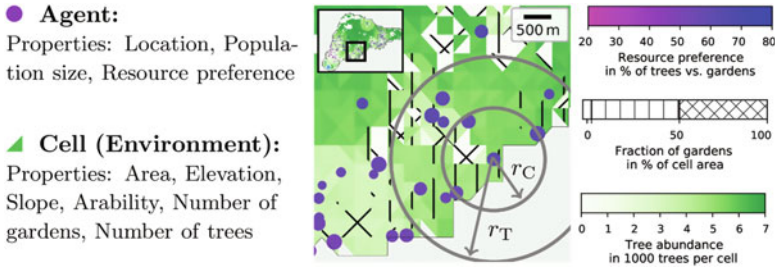 Agent:
Properties: Location, Popula-
tion size, Resource preference
Cell (Environment):
Properties: Area, Elevation,
Slope, Arability, Number of
gardens, Number of trees
500 m
rC
rT
20 30 40 50 60 70 80
Resource preference
in % of trees vs. gardens
0 50 100
Fraction of gardens
in % of cell area
0 1 2 3 4 5 6 7
Tree abundance
in 1000 trees per cell